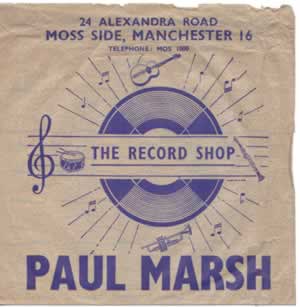 24 ALEXANDRA ROAD
MOSS SIDE, MANCHESTER 16
TELEPHONE: MOS 1000
THE RECORD SHOP
PAUL MARSH